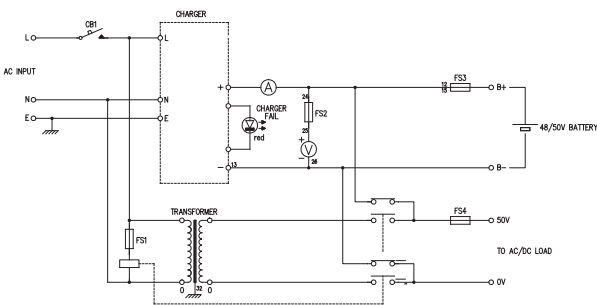 CHARGER
CB1
L
L
AC INPUT
+
A
12
13
FS3
B+
24
FS2
N
N
CHARGER
FAIL
E
E
red
25
+
V
-
26
48/50V BATTERY
- 13
B-
TRANSFORMER
FS4
50V
FS1
TO AC/DC LOAD
0
32
0
0V